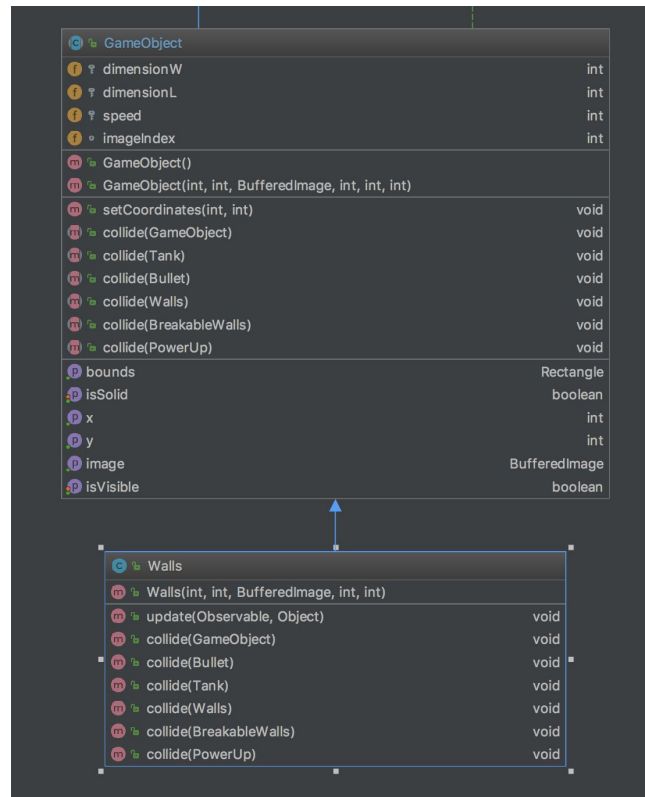 GameObject
dimensionW int
dimensionL int
speed int
imageIndex int
GameObject()
GameObject(int, int, BufferedImage, int, int, int)
setCoordinates(int, int) void
collide(GameObject) void
collide(Tank) void
collide(Bullet) void
collide(Walls) void
collide(BreakableWalls) void
collide(PowerUp) void
bounds Rectangle
isSolid boolean
x int
y int
image BufferedImage
isVisible boolean
Walls
Walls(int, int, BufferedImage, int, int)
update(Observable, Object) void
collide(GameObject) void
collide(Bullet) void
collide(Tank) void
collide(Walls) void
collide(BreakableWalls) void
collide(PowerUp) void